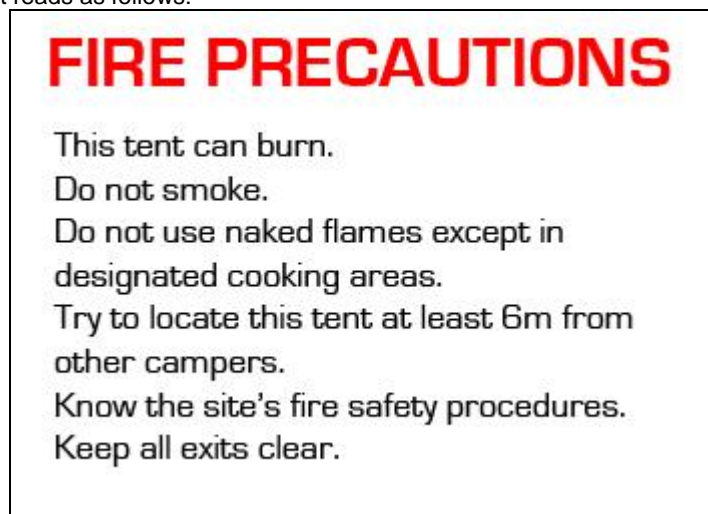 t reads as follows:
FIRE PRECAUTIONS
This tent can burn.
Do not smoke.
Do not use naked flames except in
designated cooking areas.
Try to locate this tent at least 6m from
other campers.
Know the site's fire safety procedures.
Keep all exits clear.